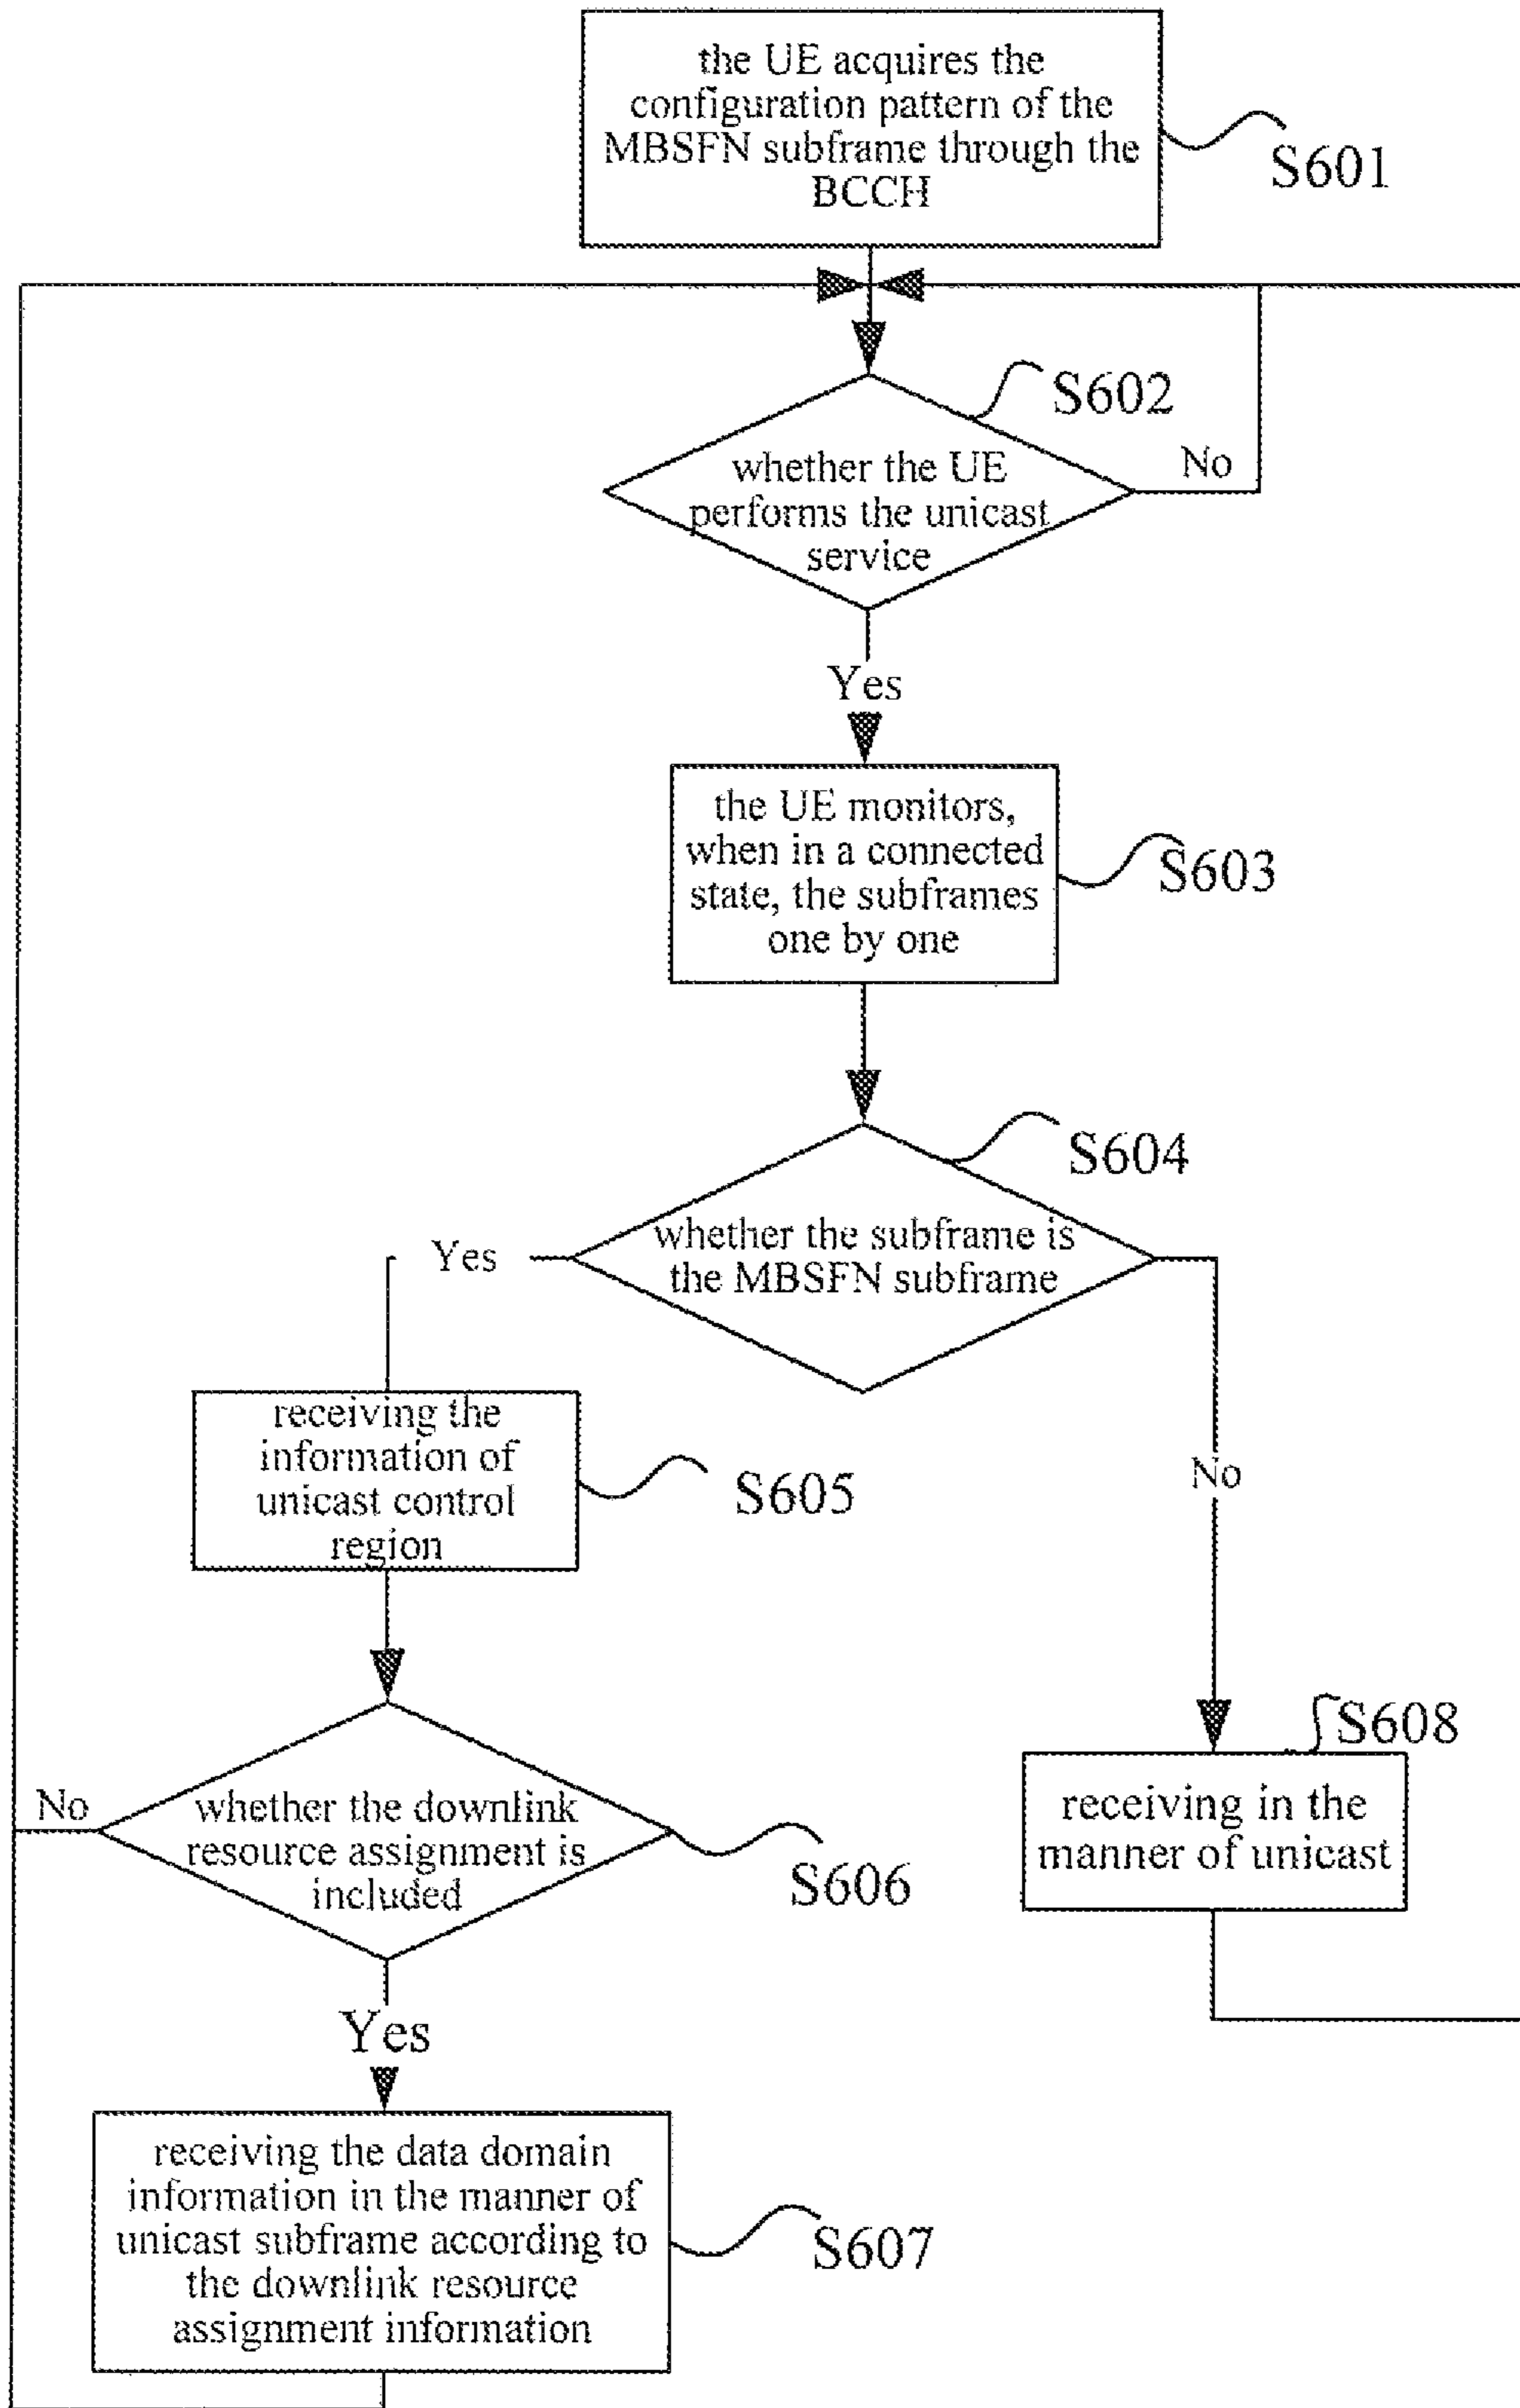 the UE acquires the
configuration pattern of the
MBSFN subframe through the
BCCH
S601
S602
whether the UE
performs the unicast
service
No
Yes
the UE monitors,
when in a connected
state, the subframes
one by one
S603
S604
whether the subframe is
the MBSFN subframe
Yes
No
receiving the
information of
unicast control
region
S605
whether the downlink
resource assignment is
included
No
S606
S608
receiving in the
manner of unicast
Yes
receiving the data domain
information in the manner of
unicast subframe according to
the downlink resource
assignment information
S607